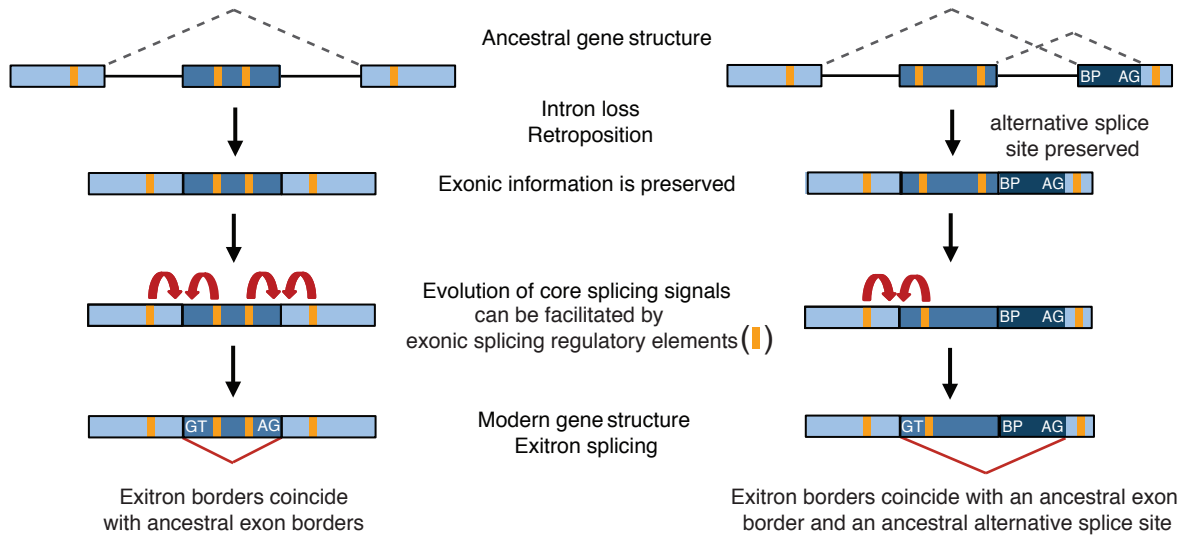 Ancestral gene structure
BP AG
Intron loss
Retroposition
alternative splice
site preserved
Exonic information is preserved
BP AG
Evolution of core splicing signals
can be facilitated by
exonic splicing regulatory elements ( )
BP AG
GT AG
Modern gene structure
Exitron splicing
GT BP AG
Exitron borders coincide
with ancestral exon borders
Exitron borders coincide with an ancestral exon
border and an ancestral alternative splice site